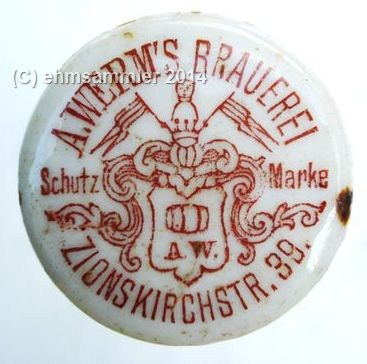 (C) ehmsammler 2014
A.WERM'S BRAUEREI
Schutz Marke
A.W.
ZIONSKIRCHSTR. 39.